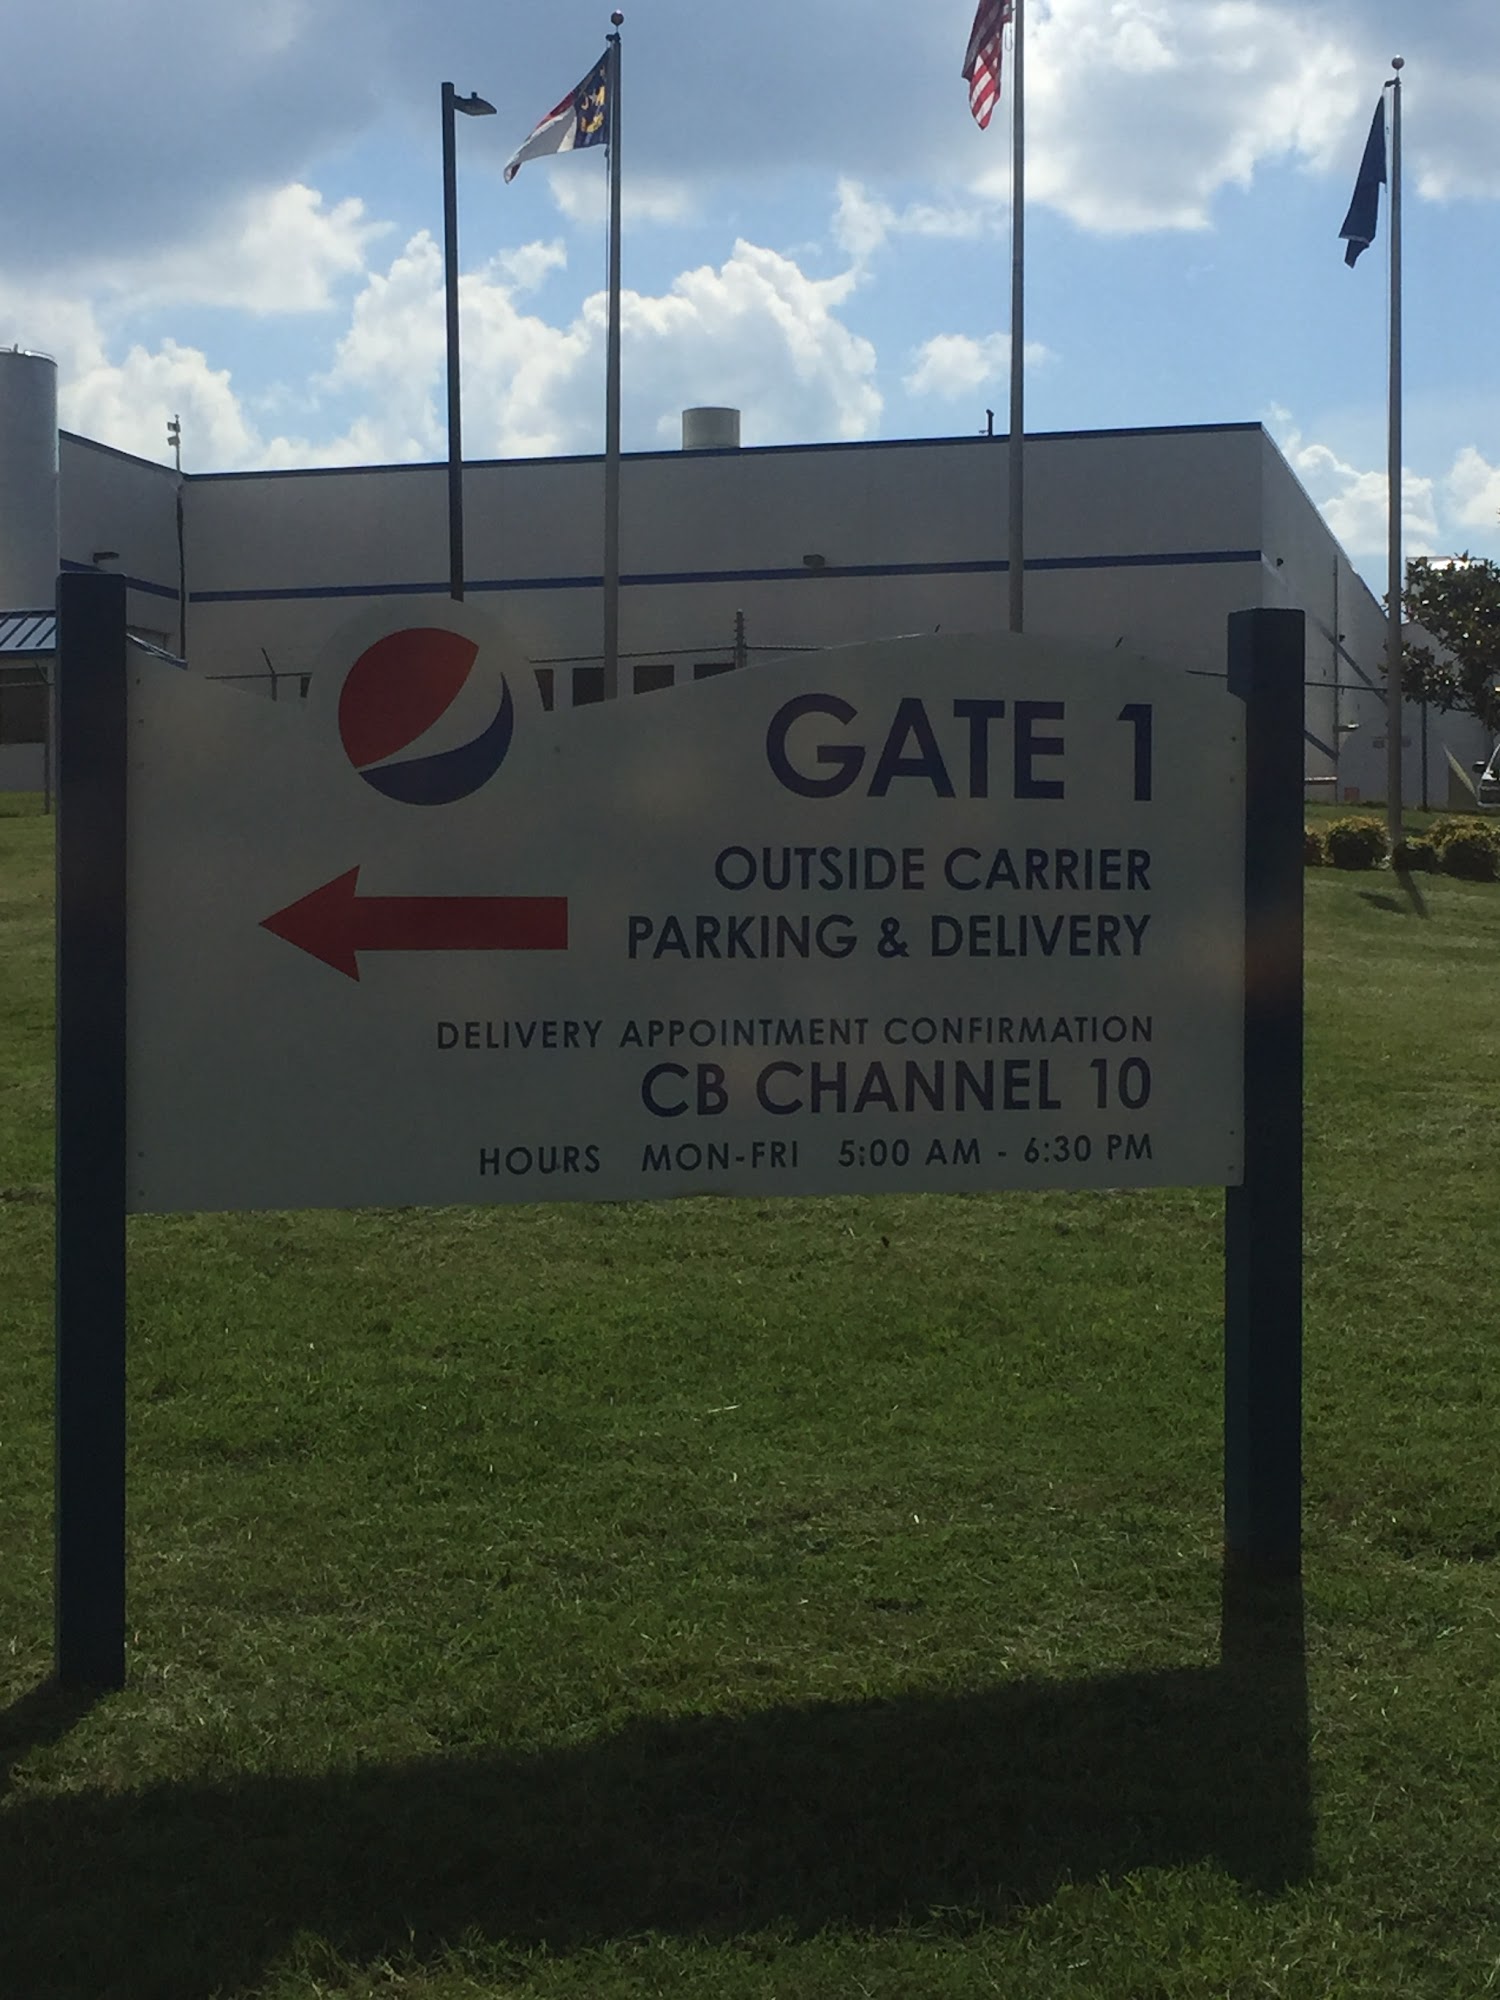 GATE 1
OUTSIDE CARRIER
PARKING & DELIVERY
DELIVERY APPOINTMENT CONFIRMATION
CB CHANNEL 10
HOURS MON-FRI 5:00 AM - 6:30 PM